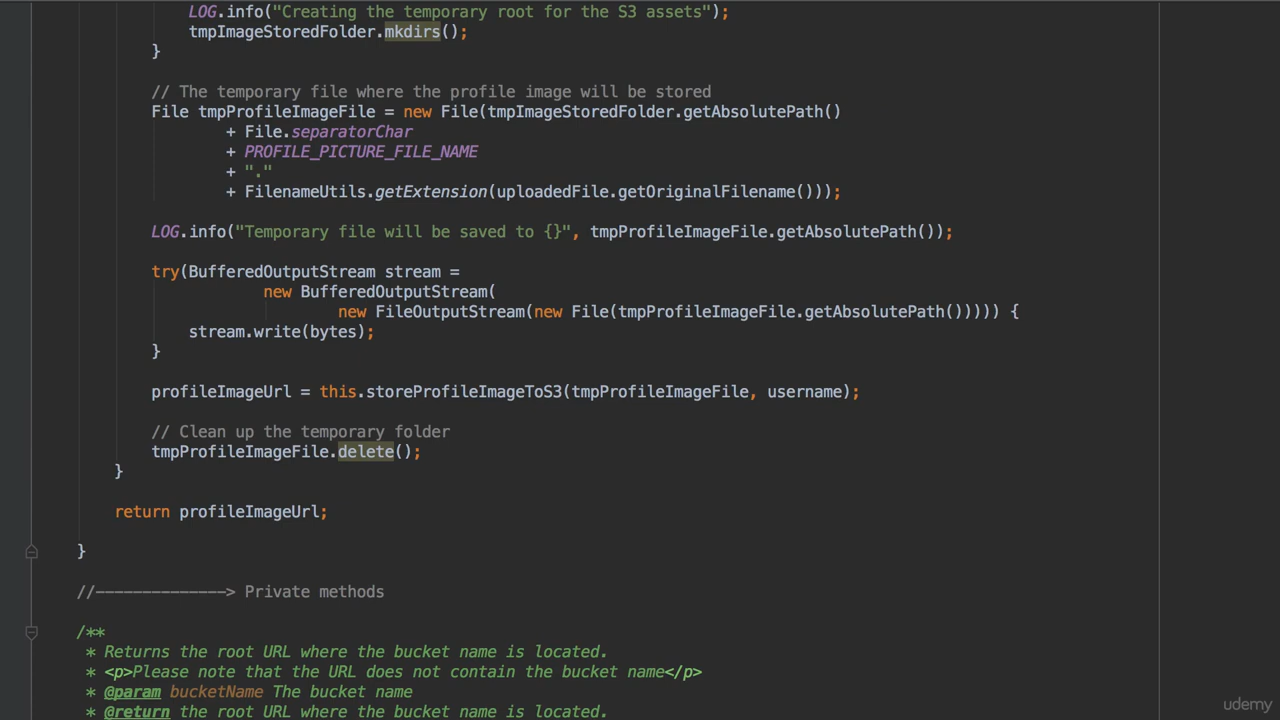 LOG.info("Creating the temporary root for the S3 assets");
tmpImageStoredFolder.mkdirs();
}
// The temporary file where the profile image will be stored
File tmpProfileImageFile = new File(tmpImageStoredFolder.getAbsolutePath()
+ File.separatorChar
+ PROFILE_PICTURE_FILE_NAME
+ "."
+ FilenameUtils.getExtension(uploadedFile.getOriginalFilename()));
LOG.info("Temporary file will be saved to {}", tmpProfileImageFile.getAbsolutePath());
try(BufferedOutputStream stream =
new BufferedOutputStream(
new FileOutputStream(new File(tmpProfileImageFile.getAbsolutePath())))) {
stream.write(bytes);
}
profileImageUrl = this.storeProfileImageToS3(tmpProfileImageFile, username);
// Clean up the temporary folder
tmpProfileImageFile.delete();
}
return profileImageUrl;
}
//--------------> Private methods
/**
* Returns the root URL where the bucket name is located.
* <p>Please note that the URL does not contain the bucket name</p>
* @param bucketName The bucket name
* @return the root URL where the bucket name is located.
udemy